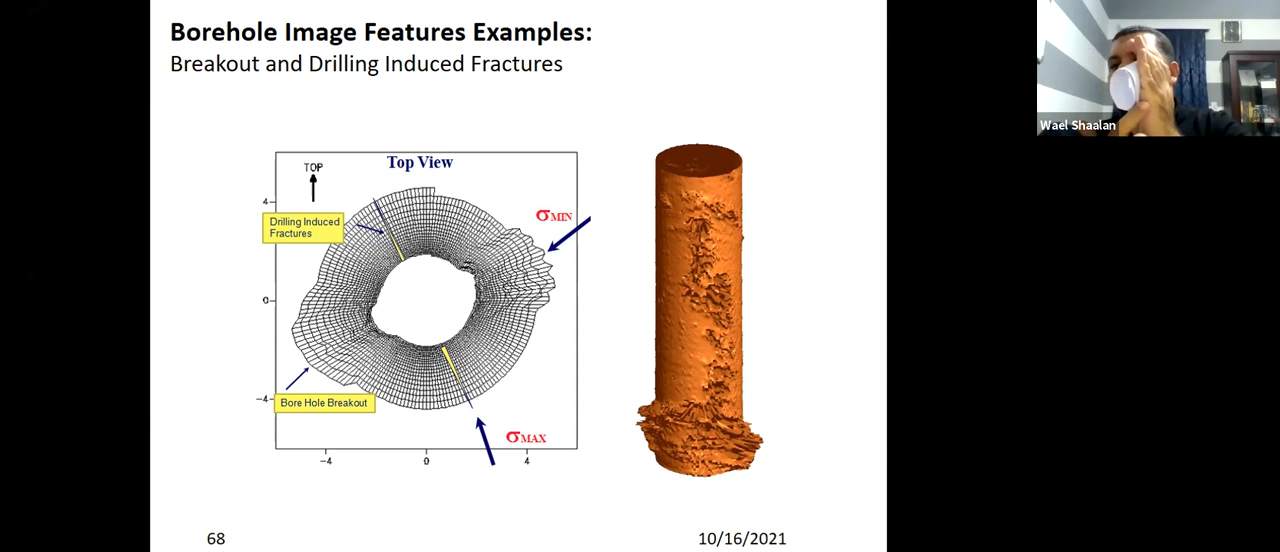 Borehole Image Features Examples:
Breakout and Drilling Induced Fractures
Wael Shaalan
TOP
Top View
4
Drilling Induced
Fractures
σMIN
0
-4
Bore Hole Breakout
σMAX
-4
0
4
68
10/16/2021